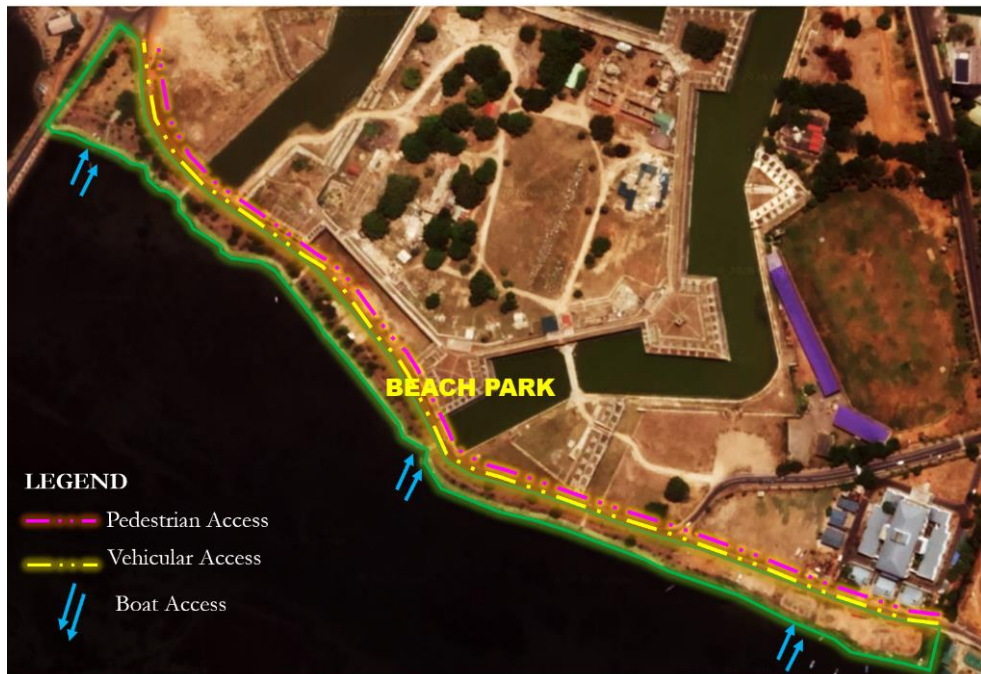 BEACH PARK
LEGEND
Pedestrian Access
Vehicular Access
Boat Access